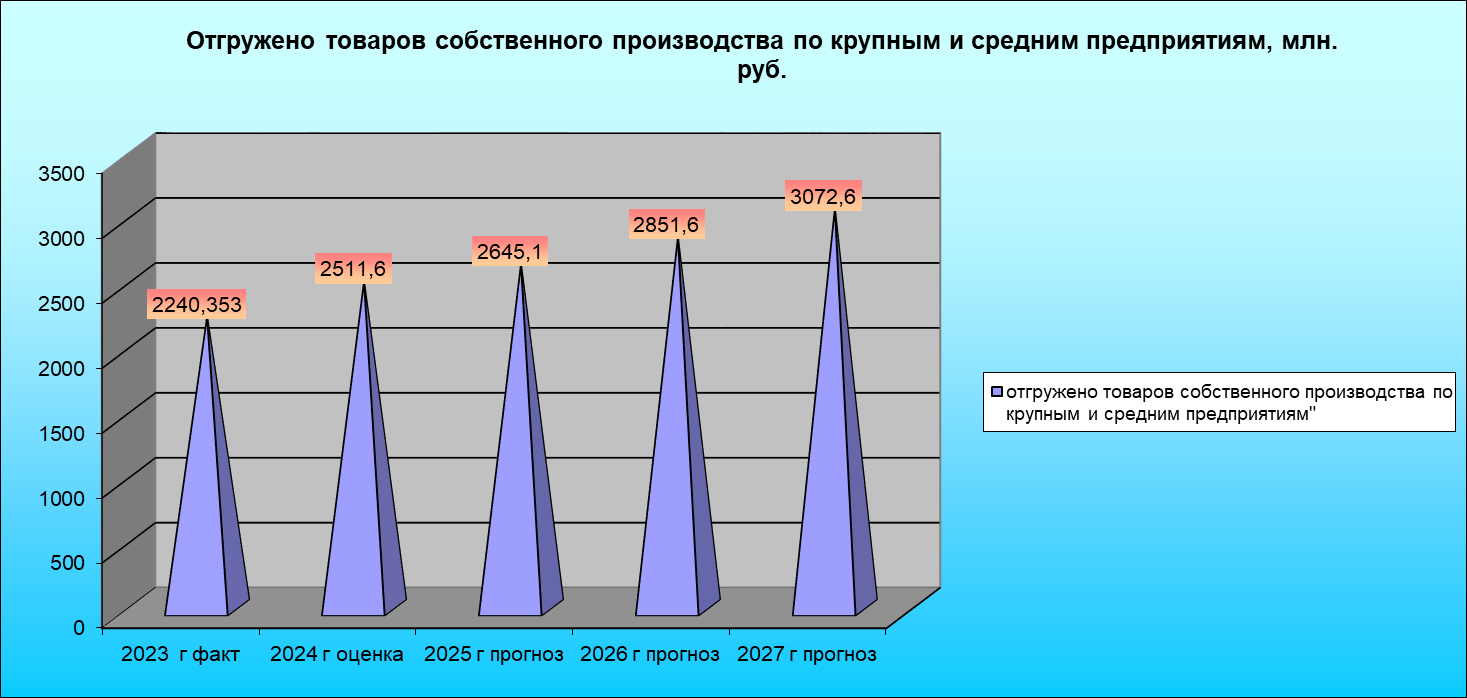 Отгружено товаров собственного производства по крупным и средним предприятиям, млн.
руб.
3500
3000
2500
2000
1500
1000
500
0
2240,353
2511,6
2645,1
2851,6
3072,6
2023  г факт
2024 г оценка
2025 г прогноз
2026 г прогноз
2027 г прогноз
отгружено товаров собственного производства по
крупным и средним предприятиям"